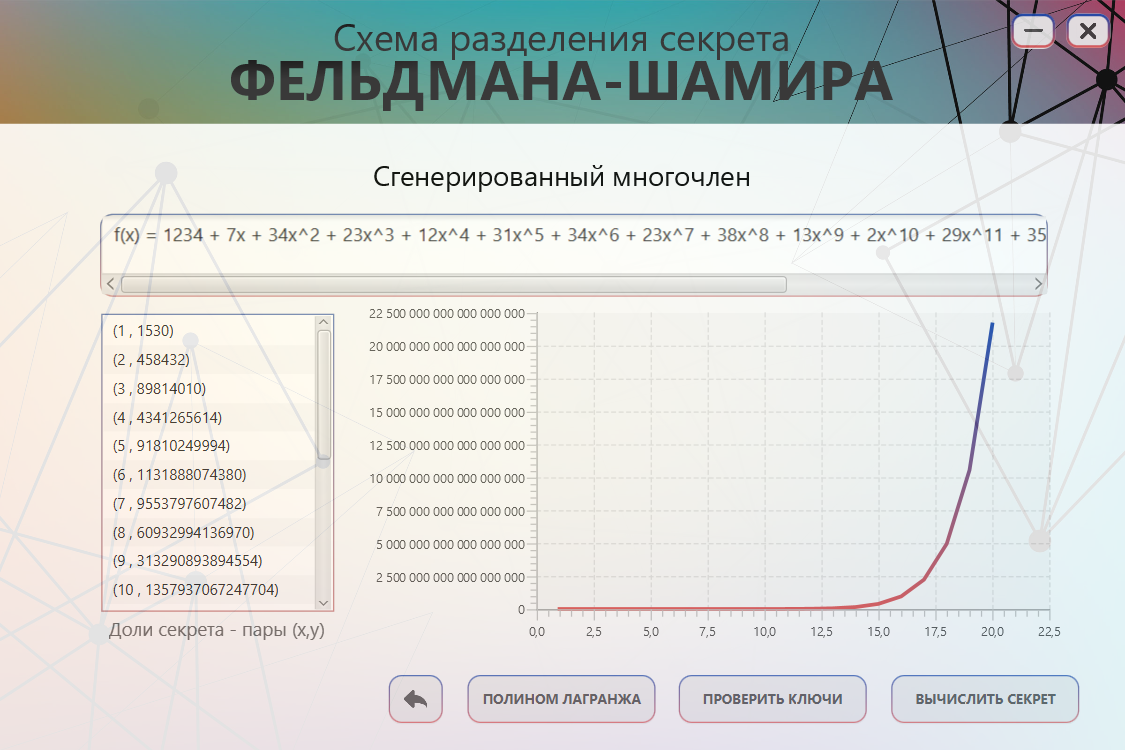 Схема разделения секрета
ФЕЛЬДМАНА-ШАМИРА
Сгенерированный многочлен
f(x) = 1234 + 7x + 34x^2 + 23x^3 + 12x^4 + 31x^5 + 34x^6 + 23x^7 + 38x^8 + 13x^9 + 2x^10 + 29x^11 + 35
(1 , 1530)
(2 , 458432)
(3 , 89814010)
(4 , 4341265614)
(5 , 91810249994)
(6 , 1131888074380)
(7 , 9553797607482)
(8 , 60932994136970)
(9 , 313290893894554)
(10 , 1357937067247704)
Доли секрета - пары (x,y)
22 500 000 000 000 000 000
20 000 000 000 000 000 000
17 500 000 000 000 000 000
15 000 000 000 000 000 000
12 500 000 000 000 000 000
10 000 000 000 000 000 000
7 500 000 000 000 000 000
5 000 000 000 000 000 000
2 500 000 000 000 000 000
0
0,0 2,5 5,0 7,5 10,0 12,5 15,0 17,5 20,0 22,5
ПОЛИНОМ ЛАГРАНЖА
ПРОВЕРИТЬ КЛЮЧИ
ВЫЧИСЛИТЬ СЕКРЕТ